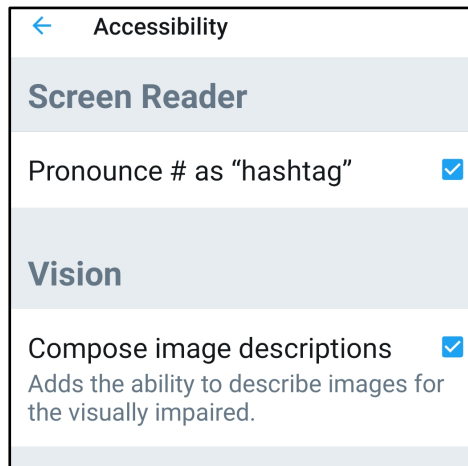 Accessibility
Screen Reader
Pronounce # as “hashtag”
Vision
Compose image descriptions
Adds the ability to describe images for
the visually impaired.